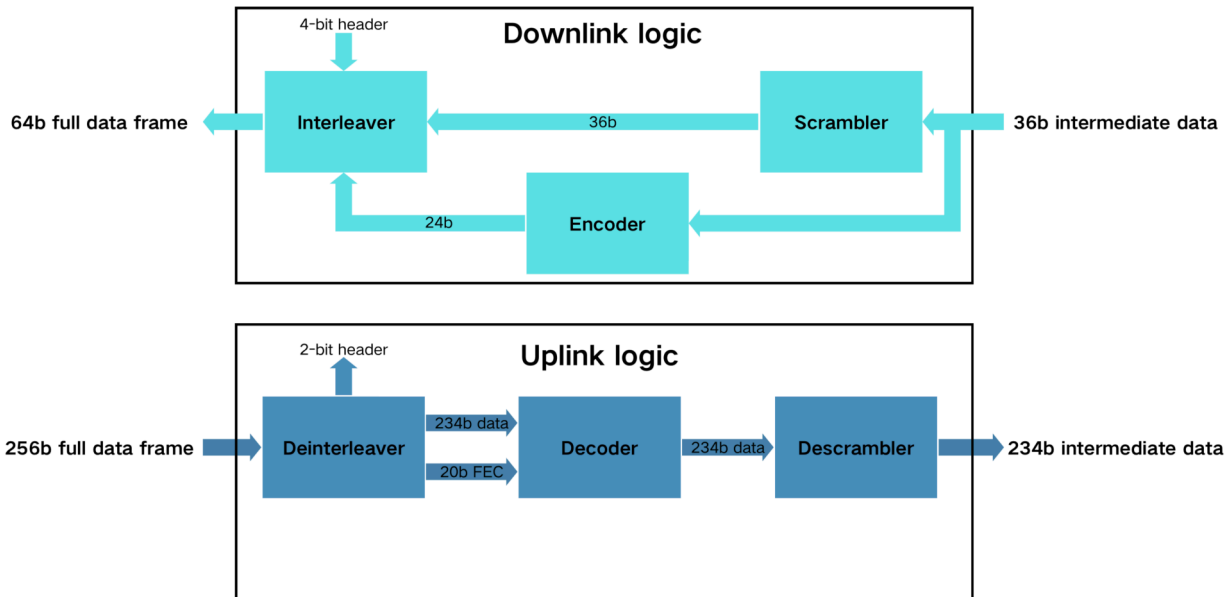 4-bit header
Downlink logic
64b full data frame
Interleaver
36b
Scrambler
36b intermediate data
24b
Encoder
2-bit header
Uplink logic
256b full data frame
Deinterleaver
234b data
20b FEC
Decoder
234b data
Descrambler
234b intermediate data